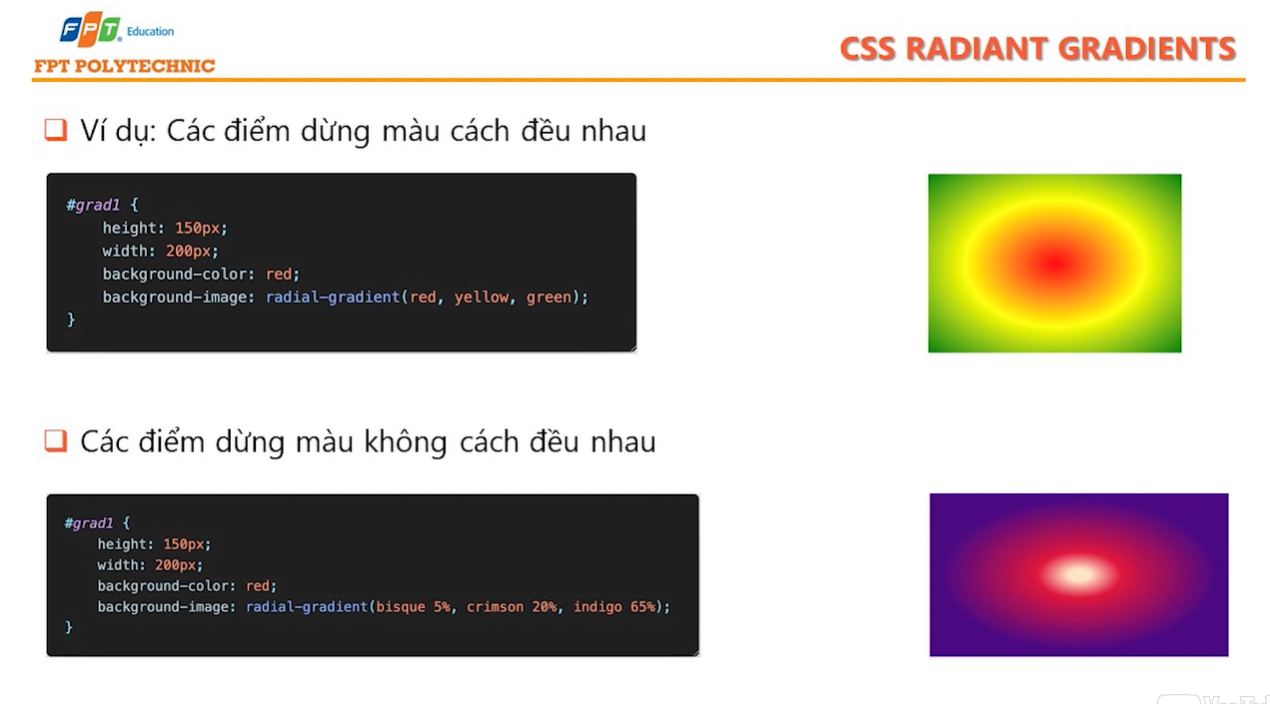 FPT Education
FPT POLYTECHNIC
CSS RADIANT GRADIENTS
Ví dụ: Các điểm dừng màu cách đều nhau
#grad1 {
height: 150px;
width: 200px;
background-color: red;
background-image: radial-gradient(red, yellow, green);
}
Các điểm dừng màu không cách đều nhau
#grad1 {
height: 150px;
width: 200px;
background-color: red;
background-image: radial-gradient(bisque 5%, crimson 20%, indigo 65%);
}